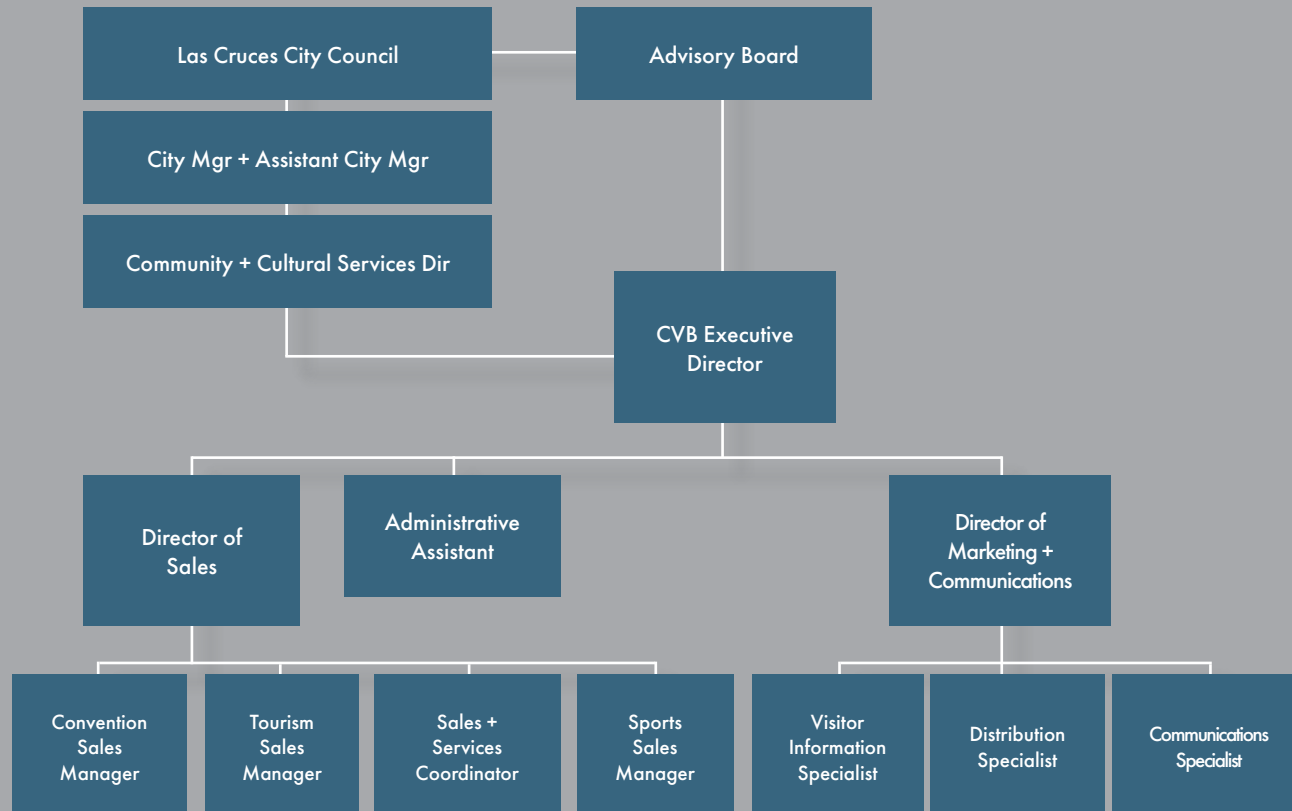 Las Cruces City Council
Advisory Board
City Mgr + Assistant City Mgr
Community + Cultural Services Dir
CVB Executive
Director
Director of
Sales
Administrative
Assistant
Director of
Marketing +
Communications
Convention
Sales
Manager
Tourism
Sales
Manager
Sales +
Services
Coordinator
Sports
Sales
Manager
Visitor
Information
Specialist
Distribution
Specialist
Communications
Specialist